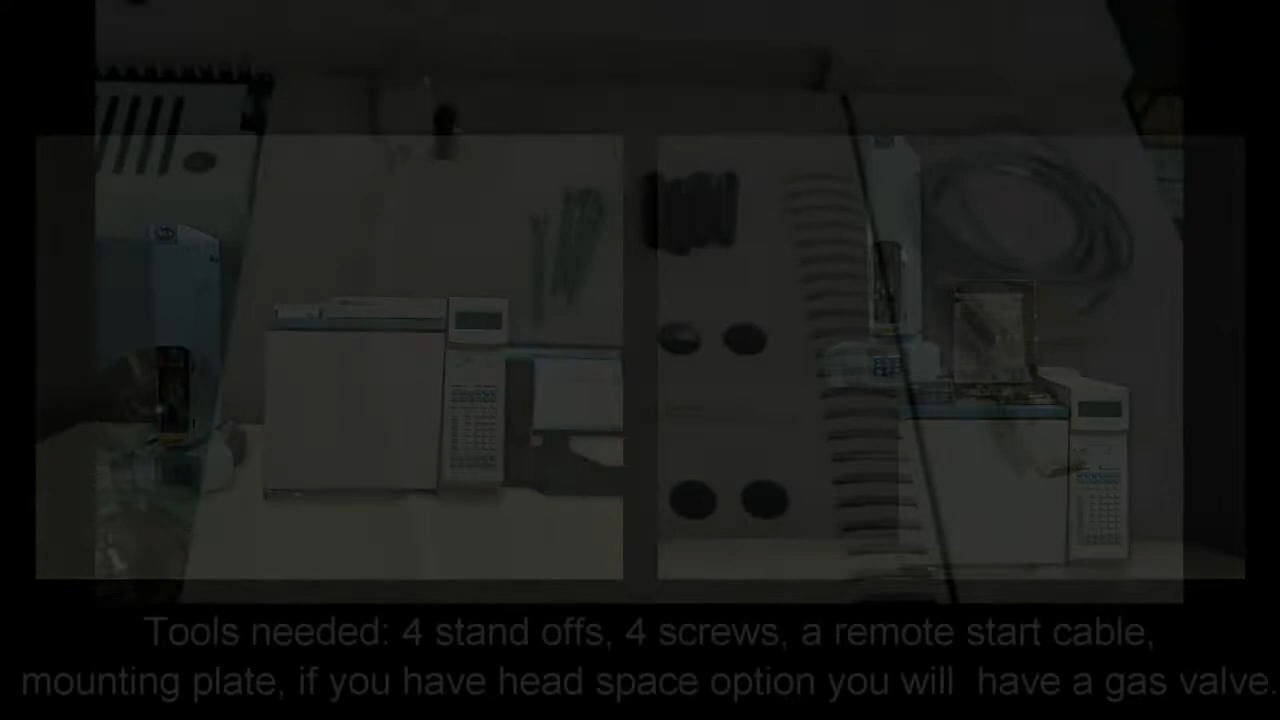 Tools needed: 4 stand offs, 4 screws, a remote start cable,
mounting plate, if you have head space option you will  have a gas valve.